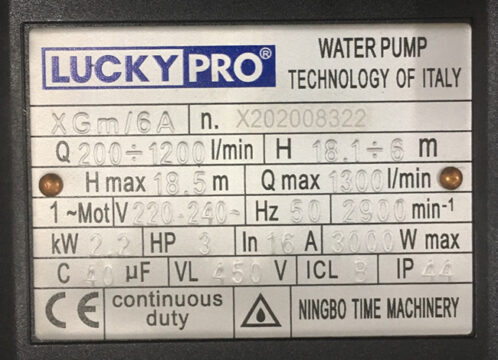 LUCKYPRO®
WATER PUMP
TECHNOLOGY OF ITALY
XGm/6A n. X202008322
Q 200÷1200 l/min H 18.1÷6 m
H max 18.5 m Q max 1300 l/min
1~Mot V 220-240~ Hz 50 2900 min-1
kW 2.2 HP 3 In 16 A 3000 W max
C 40 µF VL 450 V ICL B IP 44
CE continuous duty NINGBO TIME MACHINERY